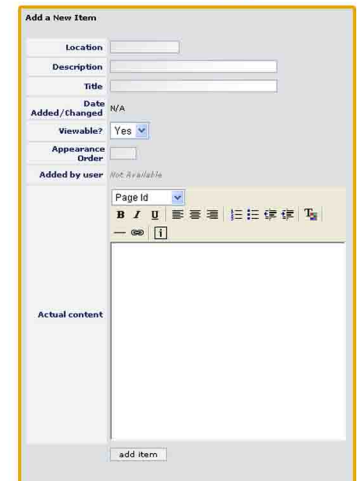 Add a New Item
Location
Description
Title
Date
Added/Changed N/A
Viewable? Yes
Appearance
Order
Added by user Not Available
Page Id
B I U
Actual content
add item